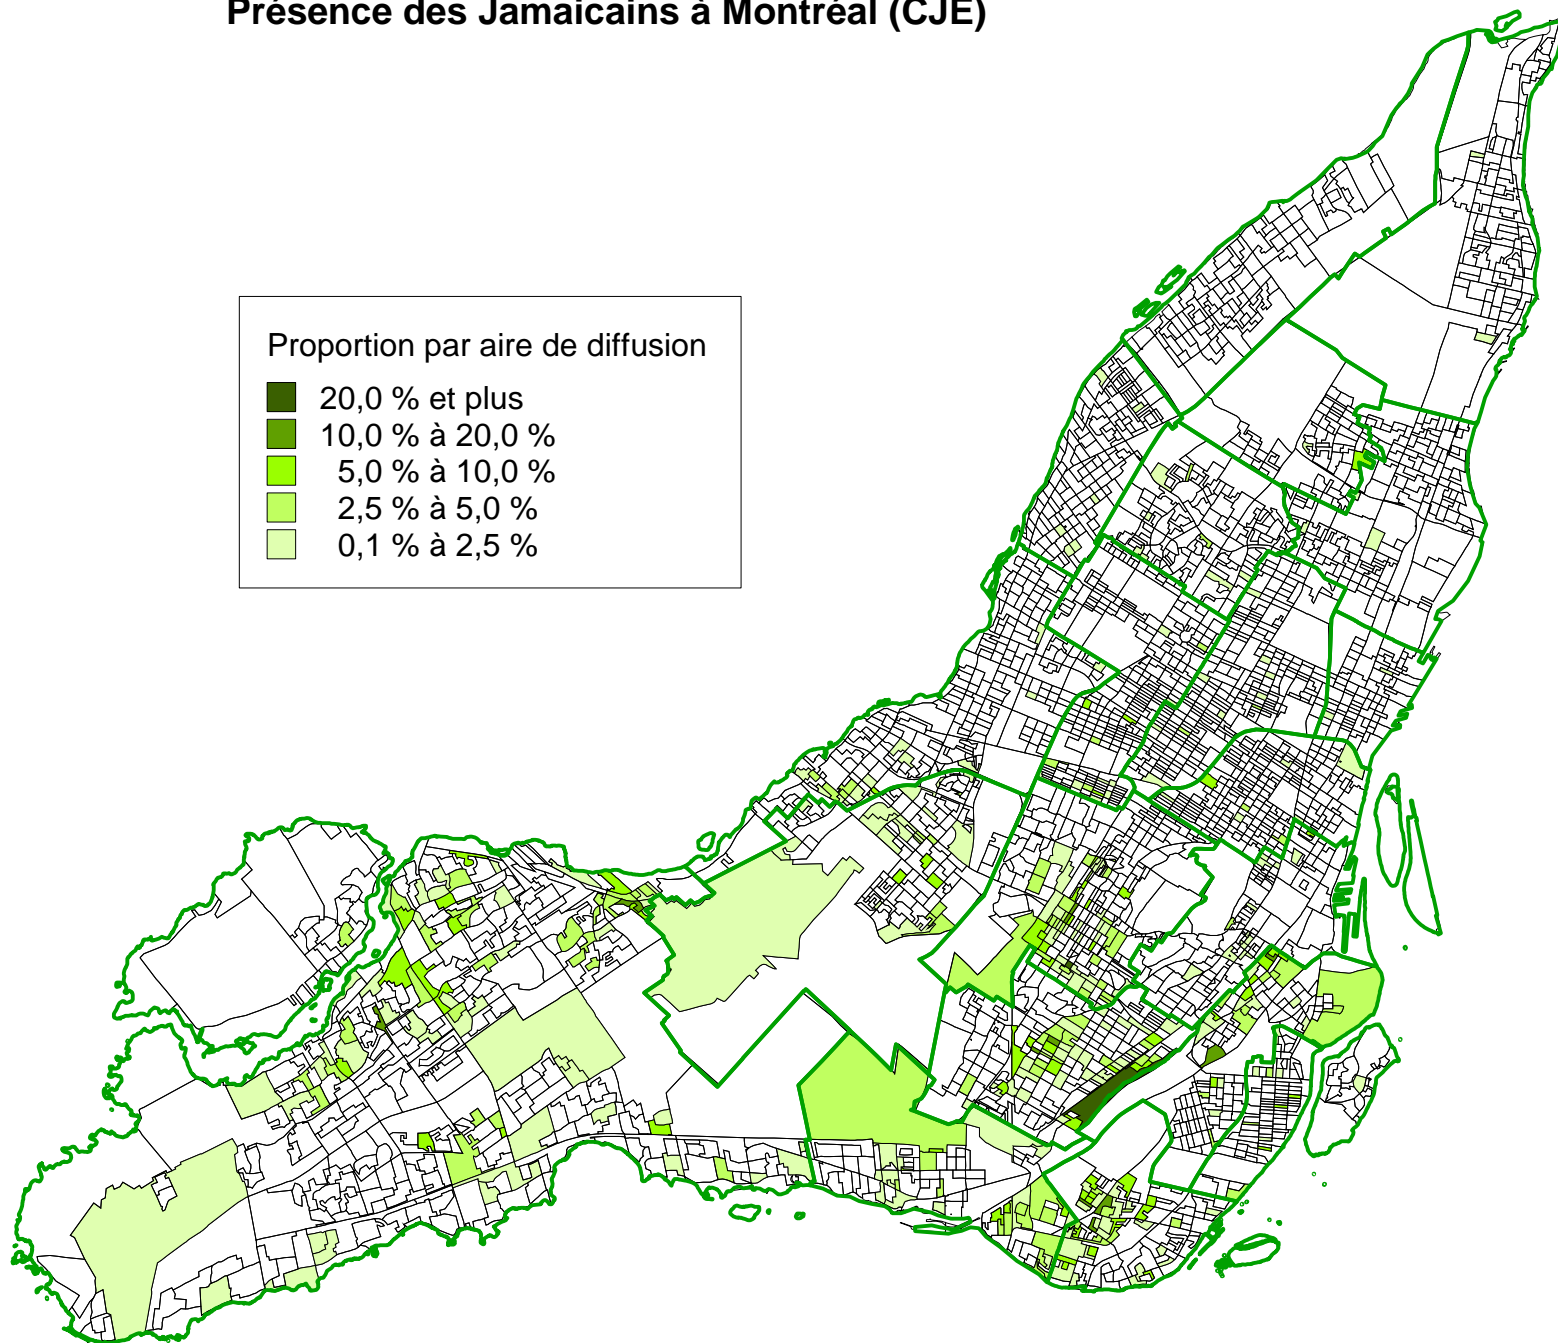 Présence des Jamaicains à Montréal (CJE)
Proportion par aire de diffusion
20,0 % et plus
10,0 % à 20,0 %
5,0 % à 10,0 %
2,5 % à 5,0 %
0,1 % à 2,5 %